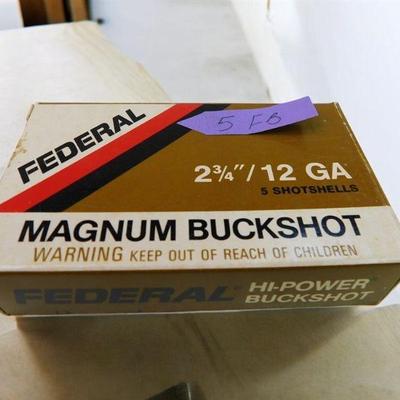 5 FB
FEDERAL
2¾"/12 GA
5 SHOTSHELLS
MAGNUM BUCKSHOT
WARNING KEEP OUT OF REACH OF CHILDREN
FEDERAL® HI-POWER®
BUCKSHOT